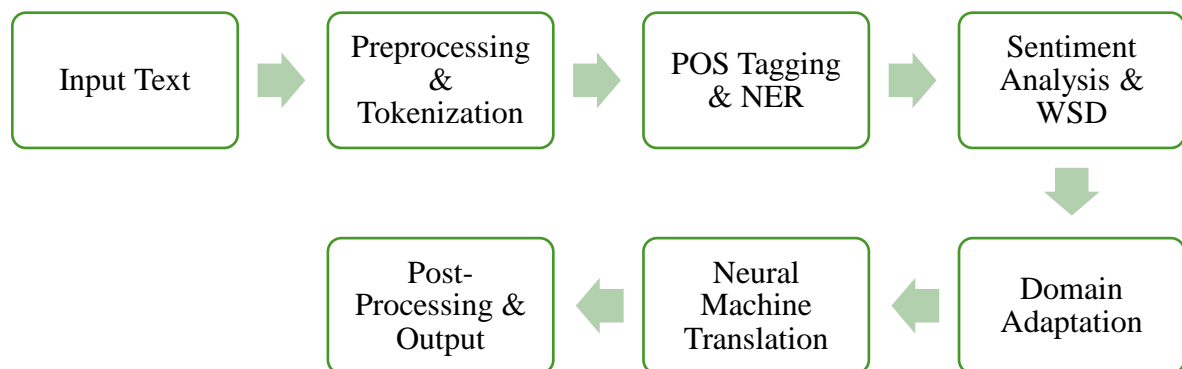 Input Text
Preprocessing
&
Tokenization
POS Tagging
& NER
Sentiment
Analysis &
WSD
Domain
Adaptation
Neural
Machine
Translation
Post-
Processing &
Output